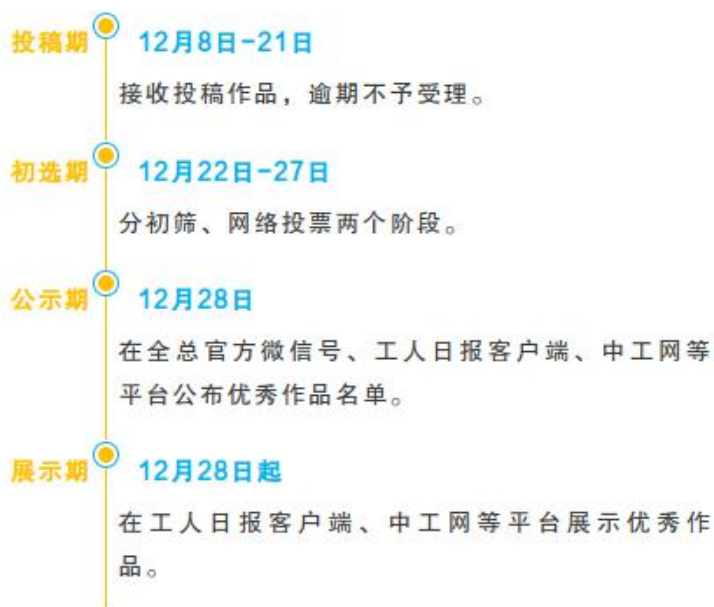 投稿期 12月8日-21日
接收投稿作品，逾期不予受理。
初选期 12月22日-27日
分初筛、网络投票两个阶段。
公示期 12月28日
在全总官方微信号、工人日报客户端、中工网等
平台公布优秀作品名单。
展示期 12月28日起
在工人日报客户端、中工网等平台展示优秀作
品。